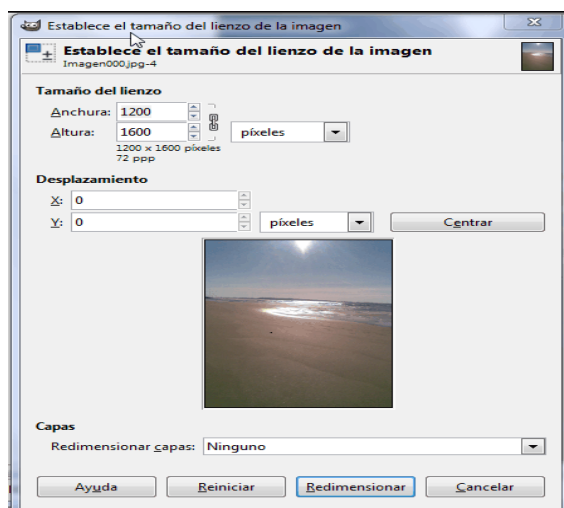 Establece el tamaño del lienzo de la imagen
Establece el tamaño del lienzo de la imagen
Imagen000.jpg-4
Tamaño del lienzo
Anchura: 1200
Altura: 1600 píxeles
1200 x 1600 píxeles
72 ppp
Desplazamiento
X: 0
Y: 0 píxeles Centrar
Capas
Redimensionar capas: Ninguno
Ayuda Reiniciar Redimensionar Cancelar